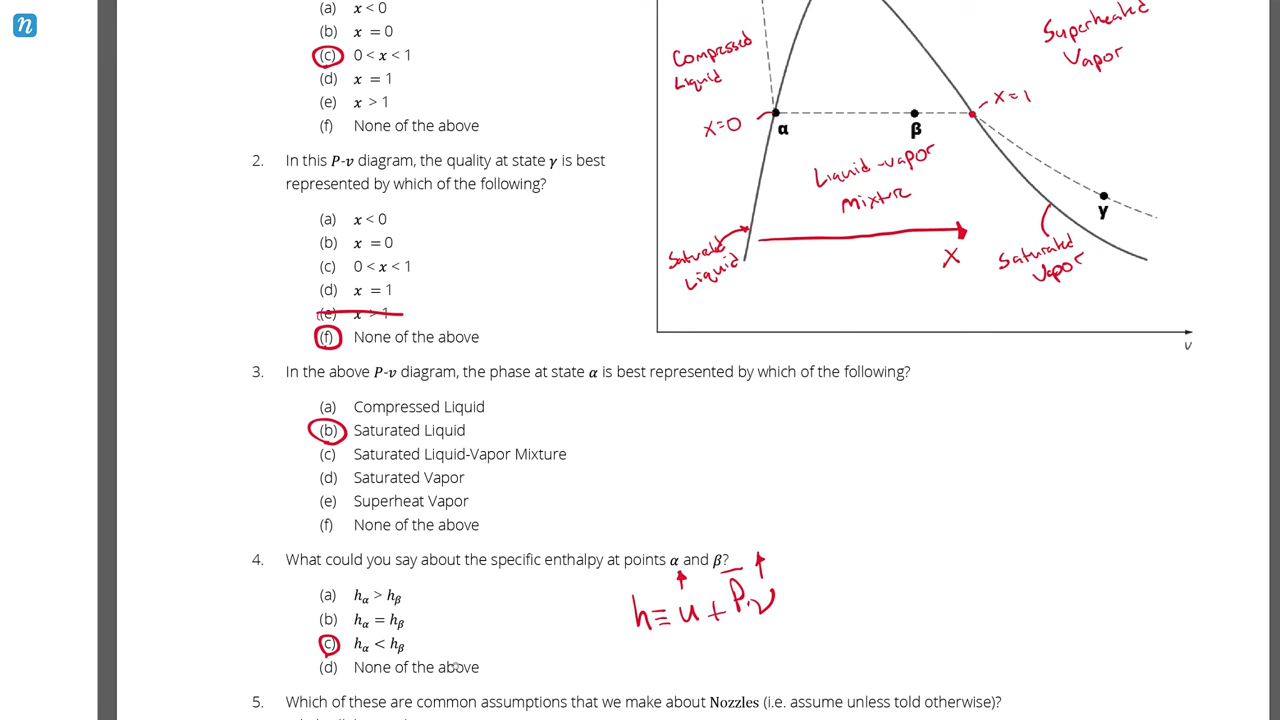 n
(a) x < 0
(b) x = 0
(c) 0 < x < 1
(d) x = 1
(e) x > 1
(f) None of the above
2. In this P-v diagram, the quality at state γ is best
represented by which of the following?
(a) x < 0
(b) x = 0
(c) 0 < x < 1
(d) x = 1
(e) x > 1
(f) None of the above
Compressed
Liquid
Superheated
Vapor
x=0
α
β
x=1
γ
Liquid-vapor
Mixture
Saturated
Liquid
X
Saturated
Vapor
v
3. In the above P-v diagram, the phase at state α is best represented by which of the following?
(a) Compressed Liquid
(b) Saturated Liquid
(c) Saturated Liquid-Vapor Mixture
(d) Saturated Vapor
(e) Superheat Vapor
(f) None of the above
4. What could you say about the specific enthalpy at points α and β?
(a) hα > hβ
(b) hα = hβ
(c) hα < hβ
(d) None of the above
h ≡ u + P.v
5. Which of these are common assumptions that we make about Nozzles (i.e. assume unless told otherwise)?